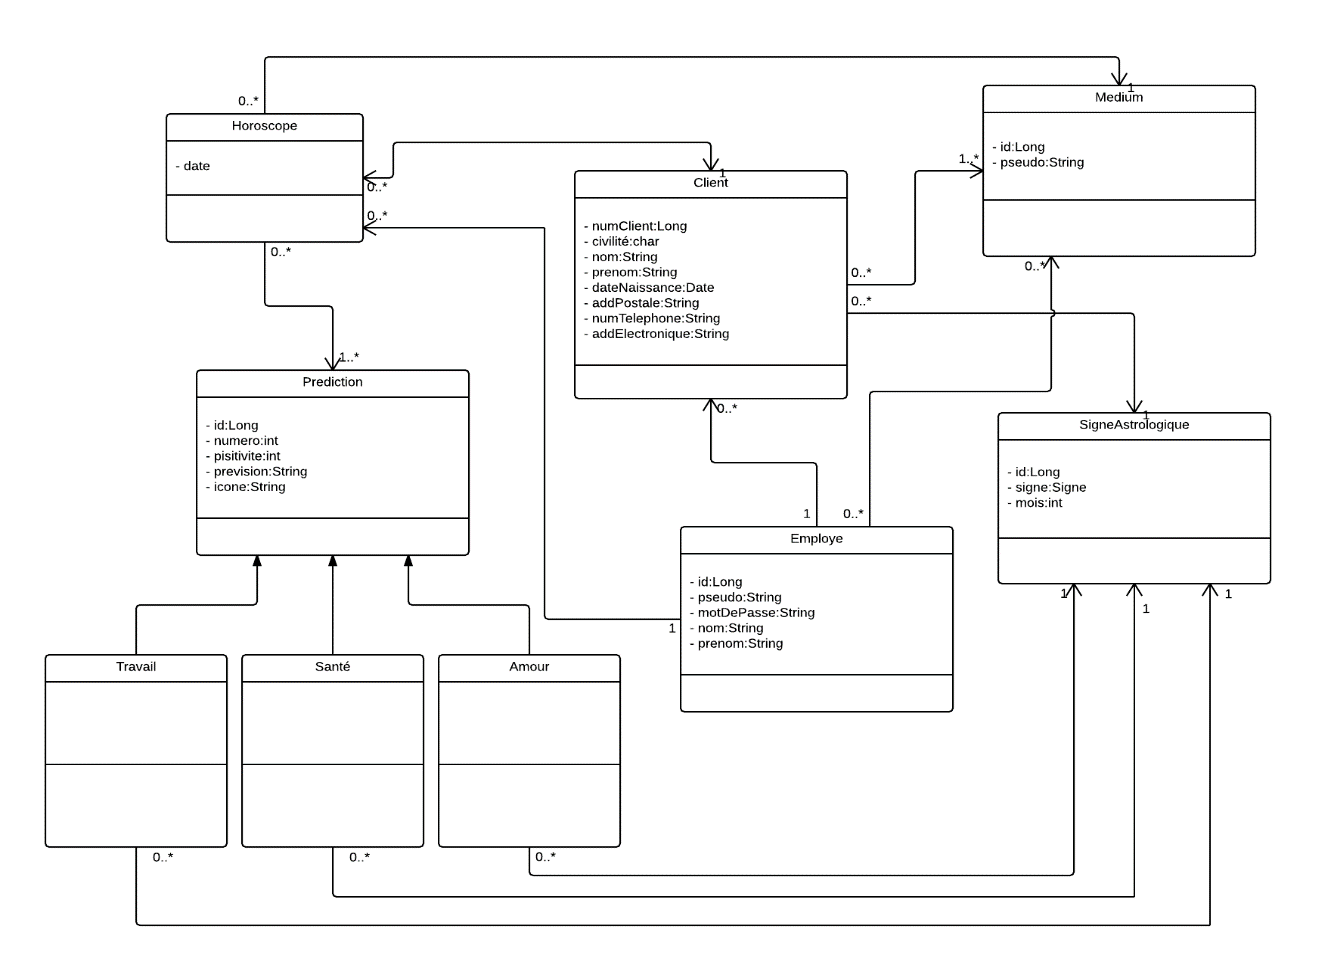 0..*
Horoscope
- date
0..*
0..*
0..*
1
Client
- numClient:Long
- civilité:char
- nom:String
- prenom:String
- dateNaissance:Date
- addPostale:String
- numTelephone:String
- addElectronique:String
0..*
0..*
0..*
1
Medium
- id:Long
- pseudo:String
1..*
0..*
1..*
Prediction
- id:Long
- numero:int
- pisitivite:int
- prevision:String
- icone:String
1
SigneAstrologique
- id:Long
- signe:Signe
- mois:int
1
1
1
1
0..*
Employe
- id:Long
- pseudo:String
- motDePasse:String
- nom:String
- prenom:String
1
Travail
0..*
Santé
0..*
Amour
0..*